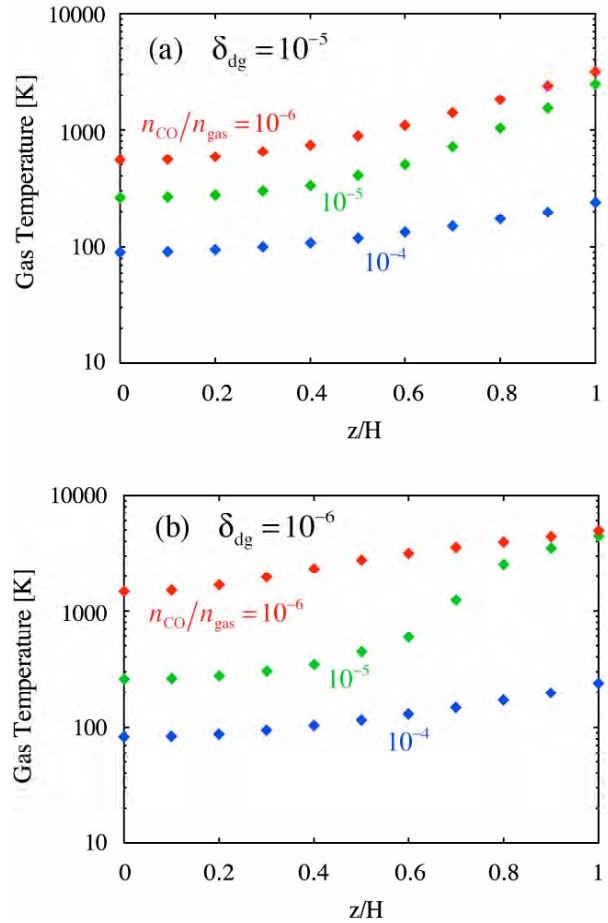 10000
(a) δdg = 10⁻⁵
nCO/ngas = 10⁻⁶
1000
10⁻⁵
100
10⁻⁴
10
Gas Temperature [K]
0 0.2 0.4 0.6 0.8 1
z/H
10000
(b) δdg = 10⁻⁶
1000
nCO/ngas = 10⁻⁶
10⁻⁵
100
10⁻⁴
10
Gas Temperature [K]
0 0.2 0.4 0.6 0.8 1
z/H